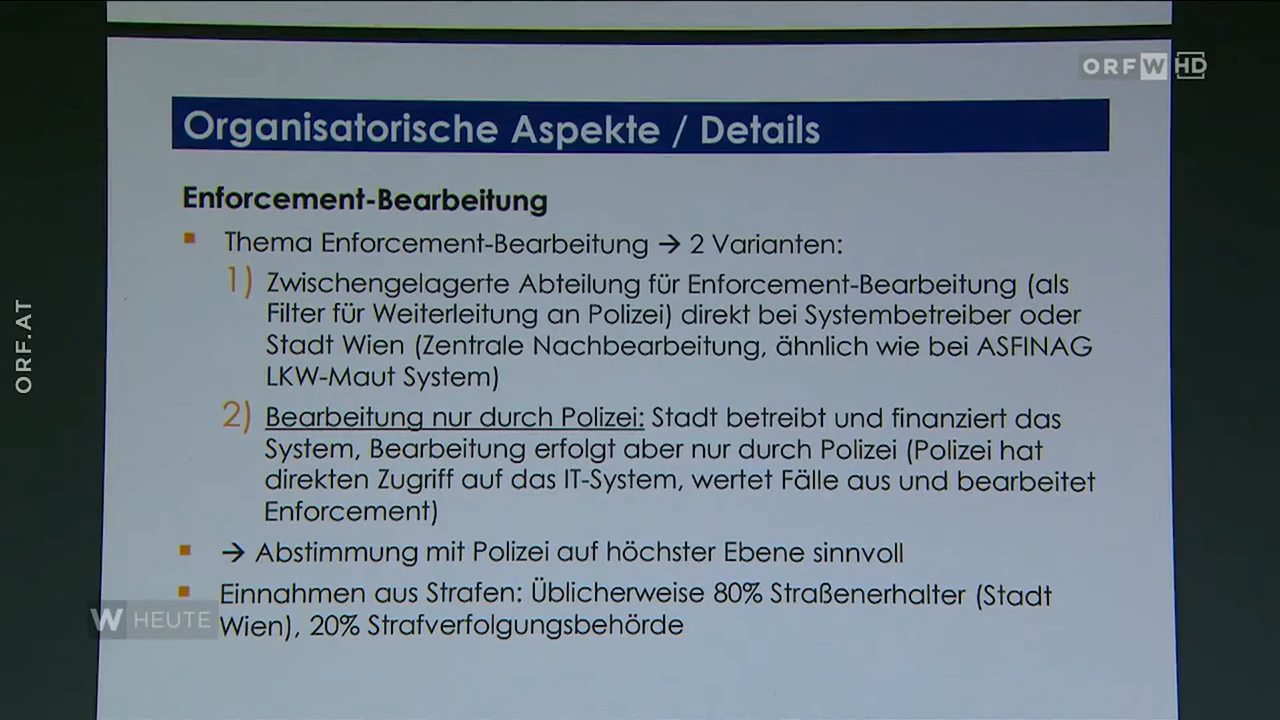 ORF W HD
Organisatorische Aspekte / Details
Enforcement-Bearbeitung
▪ Thema Enforcement-Bearbeitung → 2 Varianten:
1) Zwischengelagerte Abteilung für Enforcement-Bearbeitung (als
Filter für Weiterleitung an Polizei) direkt bei Systembetreiber oder
Stadt Wien (Zentrale Nachbearbeitung, ähnlich wie bei ASFINAG
LKW-Maut System)
2) Bearbeitung nur durch Polizei: Stadt betreibt und finanziert das
System, Bearbeitung erfolgt aber nur durch Polizei (Polizei hat
direkten Zugriff auf das IT-System, wertet Fälle aus und bearbeitet
Enforcement)
▪ → Abstimmung mit Polizei auf höchster Ebene sinnvoll
▪ Einnahmen aus Strafen: Üblicherweise 80% Straßenerhalter (Stadt
Wien), 20% Strafverfolgungsbehörde
W HEUTE
ORF.AT